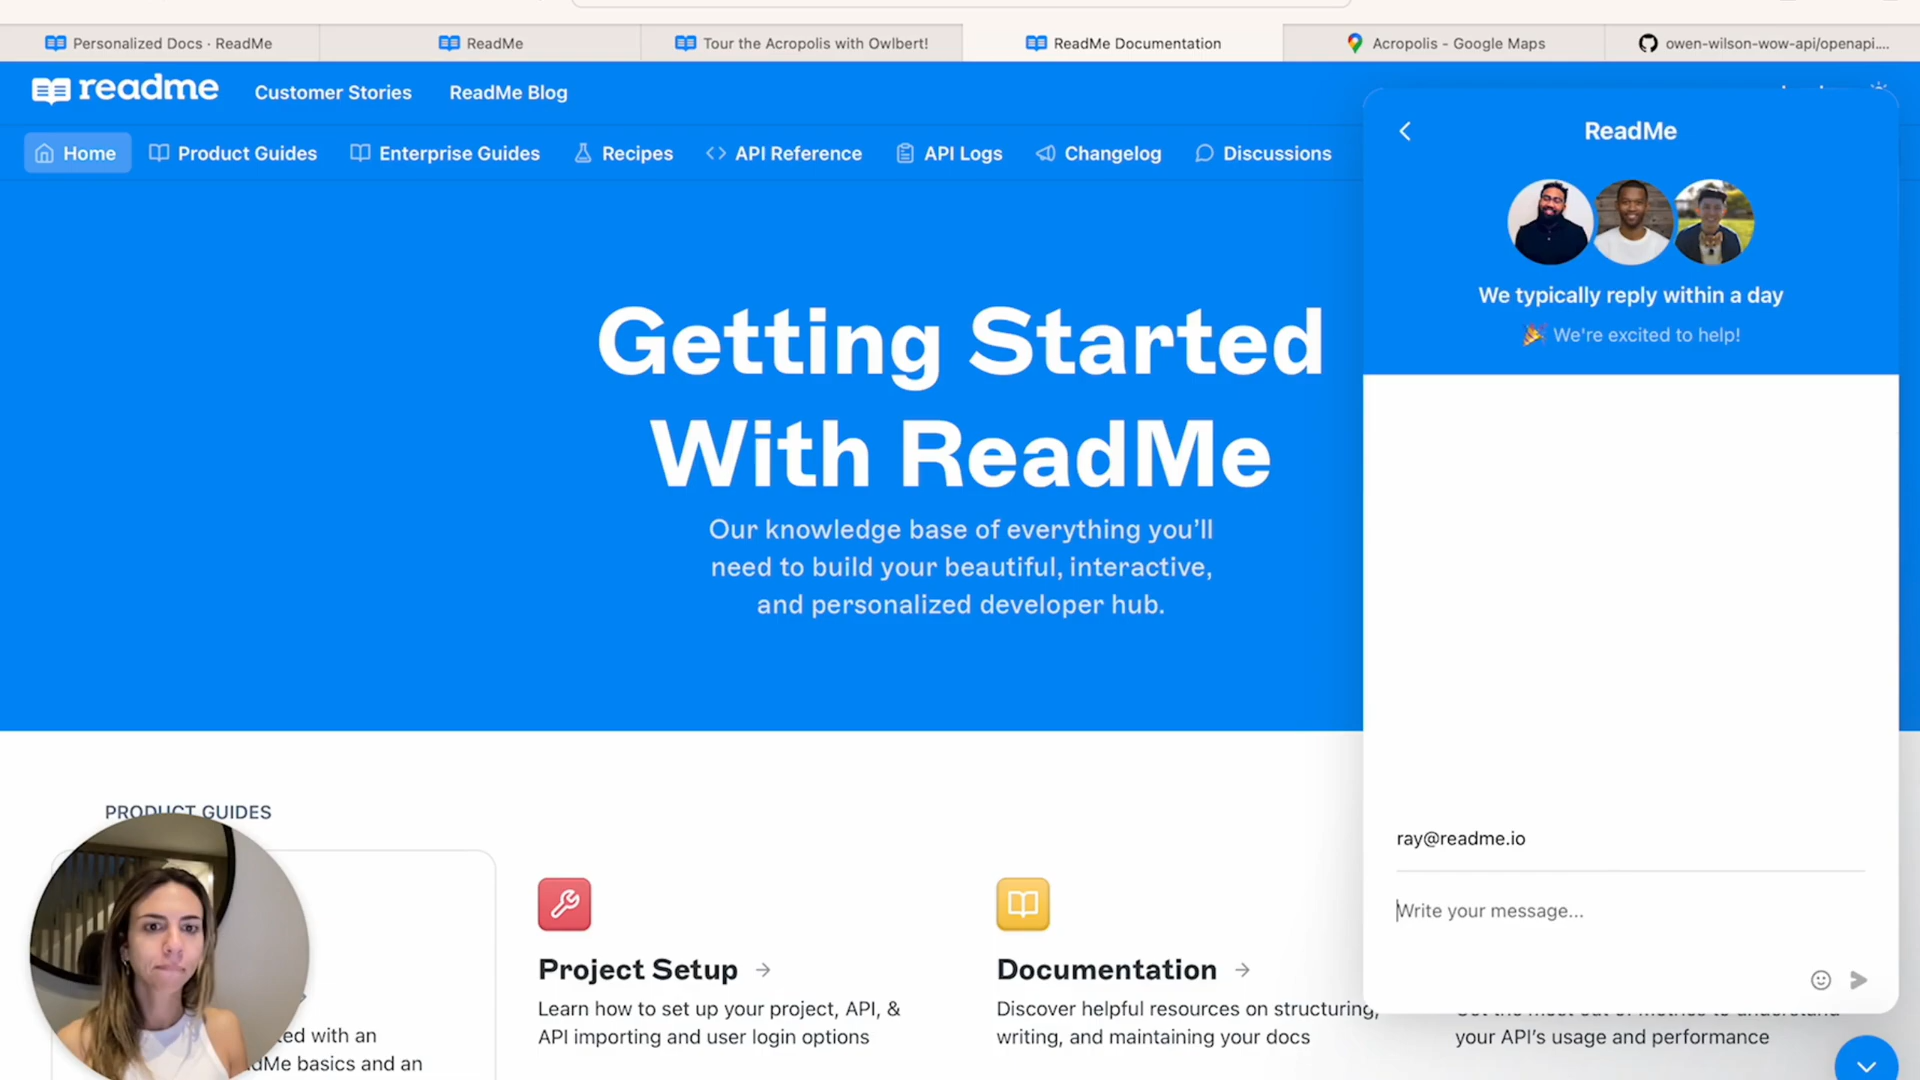 Personalized Docs · ReadMe
ReadMe
Tour the Acropolis with Owlbert!
ReadMe Documentation
Acropolis - Google Maps
owen-wilson-wow-api/openapi....
readme
Customer Stories
ReadMe Blog
Home
Product Guides
Enterprise Guides
Recipes
API Reference
API Logs
Changelog
Discussions
Getting Started
With ReadMe
Our knowledge base of everything you'll
need to build your beautiful, interactive,
and personalized developer hub.
ReadMe
We typically reply within a day
🎉 We're excited to help!
ray@readme.io
Write your message...
PRODUCT GUIDES
Project Setup
Learn how to set up your project, API, &
API importing and user login options
Documentation
Discover helpful resources on structuring,
writing, and maintaining your docs
your API's usage and performance
with an
basics and an